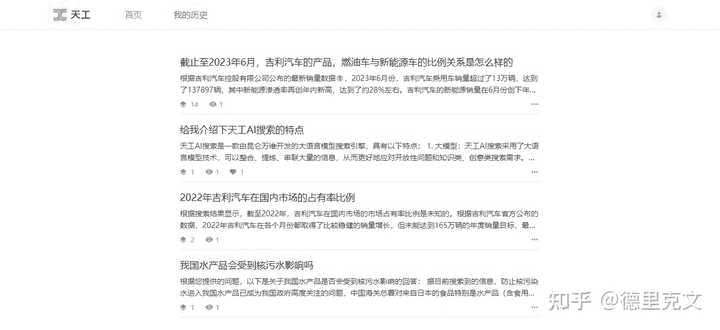 天工 首页 我的历史
截止至2023年6月，吉利汽车的产品，燃油车与新能源车的比例关系是怎么样的
根据吉利汽车控股有限公司公布的最新销量数据，2023年6月份，吉利汽车乘用车销量超过了13万辆，达到
了137897辆，其中新能源渗透率再创年内新高，达到了约28%左右。吉利汽车的新能源销量在6月份创下年...
14 1 ...
给我介绍下天工AI搜索的特点
天工AI搜索是一款由昆仑万维开发的大语言模型搜索引擎，具有以下特点： 1. 大模型：天工AI搜索采用了大语
言模型技术，可以整合、提炼、串联大量的信息，从而更好地应对开放性问题和知识类、创意类搜索需求。...
1 1 1 ...
2022年吉利汽车在国内市场的占有率比例
根据搜索结果显示，截至2022年，吉利汽车在国内市场的市场占有率比例是未知的。根据吉利汽车官方公布的
数据，2022年吉利汽车在各个月份都取得了比较稳健的销量增长，但未能达到165万辆的年度销量目标，最...
2 1 ...
我国水产品会受到核污水影响吗
根据您提供的问题，以下是关于我国水产品是否会受到核污水影响的回答： 据目前搜索到的信息，防止核污染
水进入我国水产品已成为我国政府高度关注的问题，中国海关总署对来自日本的食品特别是水产品（含食用...
1 1
知乎 @德里克文